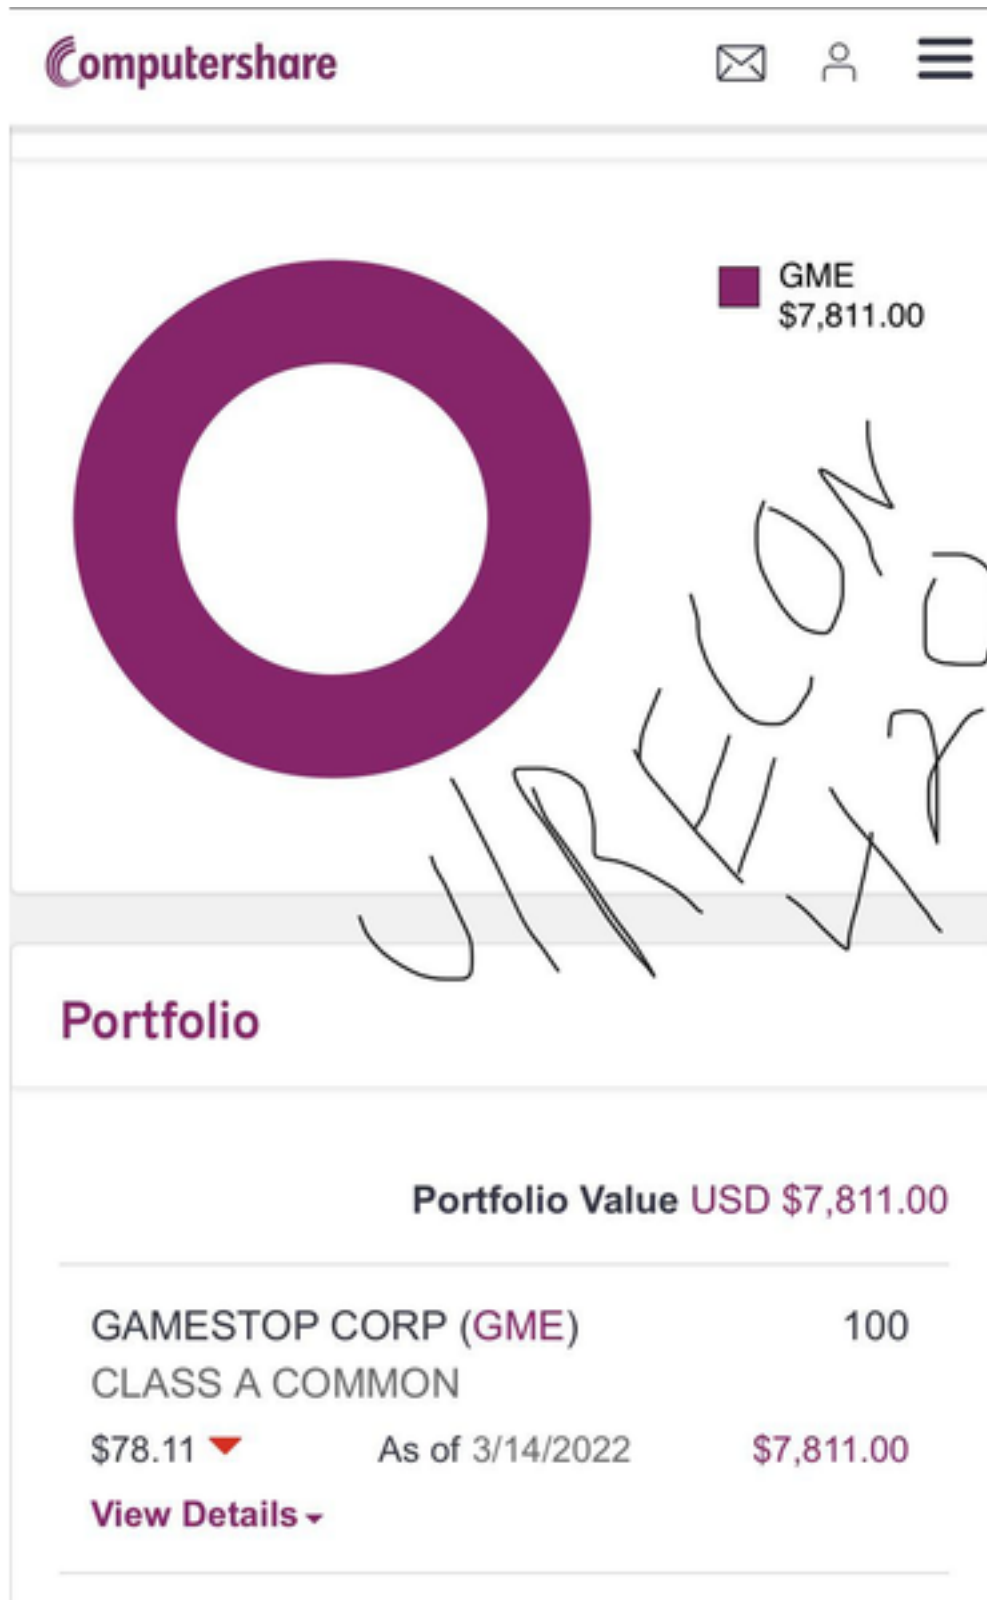 Computershare
GME
$7,811.00
JIRECON
Portfolio
Portfolio Value USD $7,811.00
GAMESTOP CORP (GME) 100
CLASS A COMMON
$78.11 As of 3/14/2022 $7,811.00
View Details